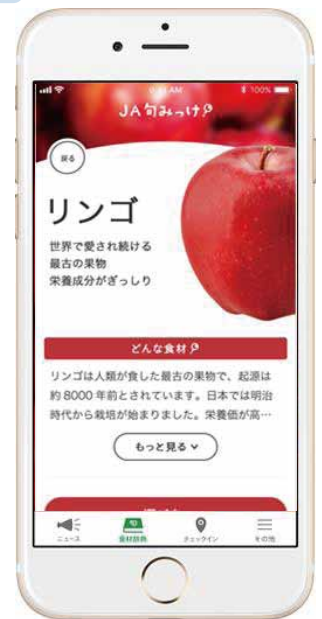 AM
100%
JA旬みっけ
戻る
リンゴ
世界で愛され続ける
最古の果物
栄養成分がぎっしり
どんな食材
リンゴは人類が食した最古の果物で、起源は
約8000年前とされています。日本では明治
時代から栽培が始まりました。栄養価が高…
もっと見る
ニュース
食材辞典
チェックイン
その他